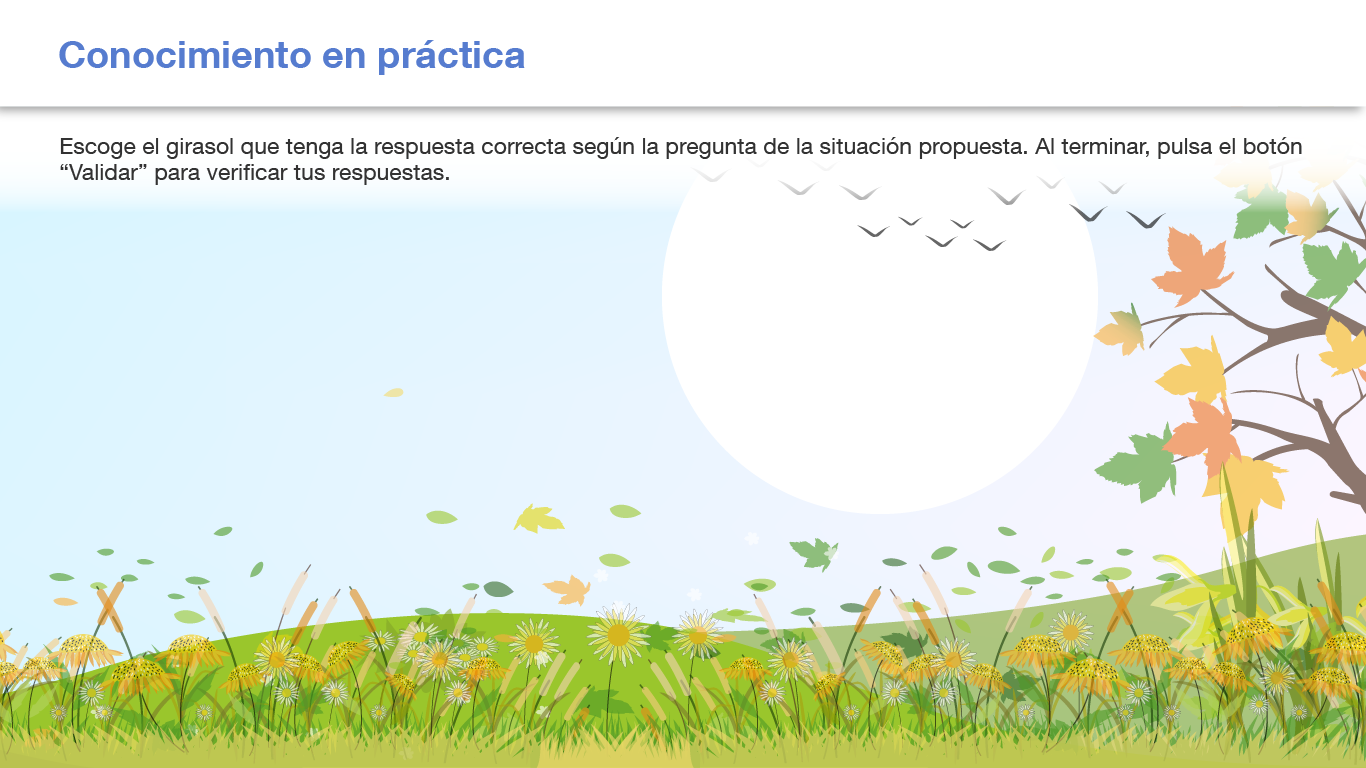 Conocimiento en práctica
Escoge el girasol que tenga la respuesta correcta según la pregunta de la situación propuesta. Al terminar, pulsa el botón
“Validar” para verificar tus respuestas.